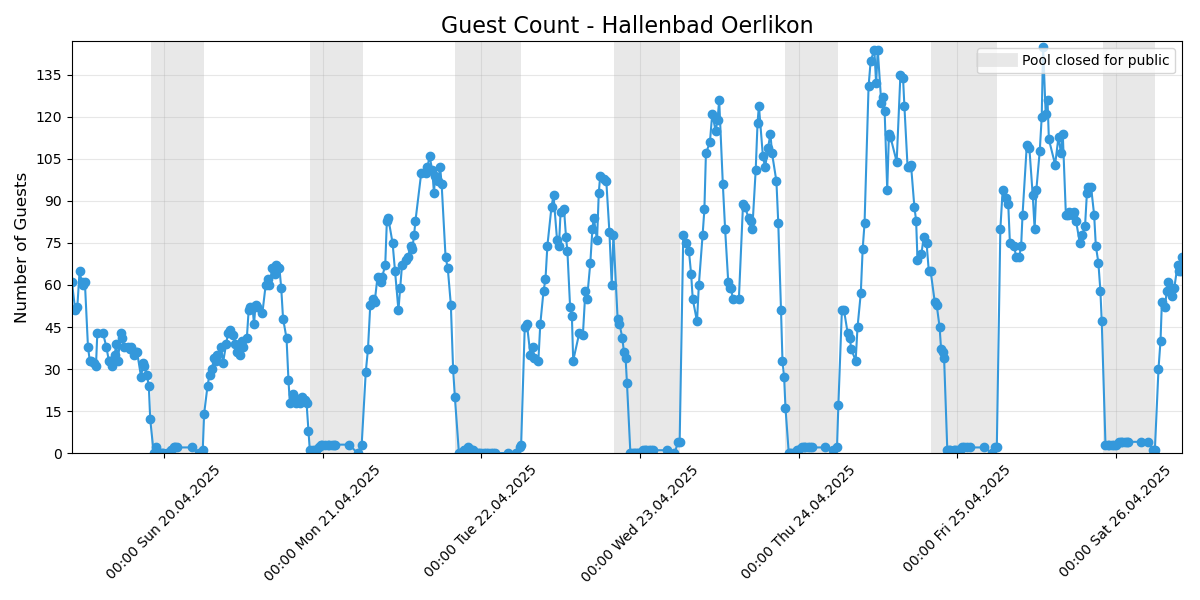 Guest Count - Hallenbad Oerlikon
Pool closed for public
Number of Guests
135
120
105
90
75
60
45
30
15
0
00:00 Sun 20.04.2025
00:00 Mon 21.04.2025
00:00 Tue 22.04.2025
00:00 Wed 23.04.2025
00:00 Thu 24.04.2025
00:00 Fri 25.04.2025
00:00 Sat 26.04.2025